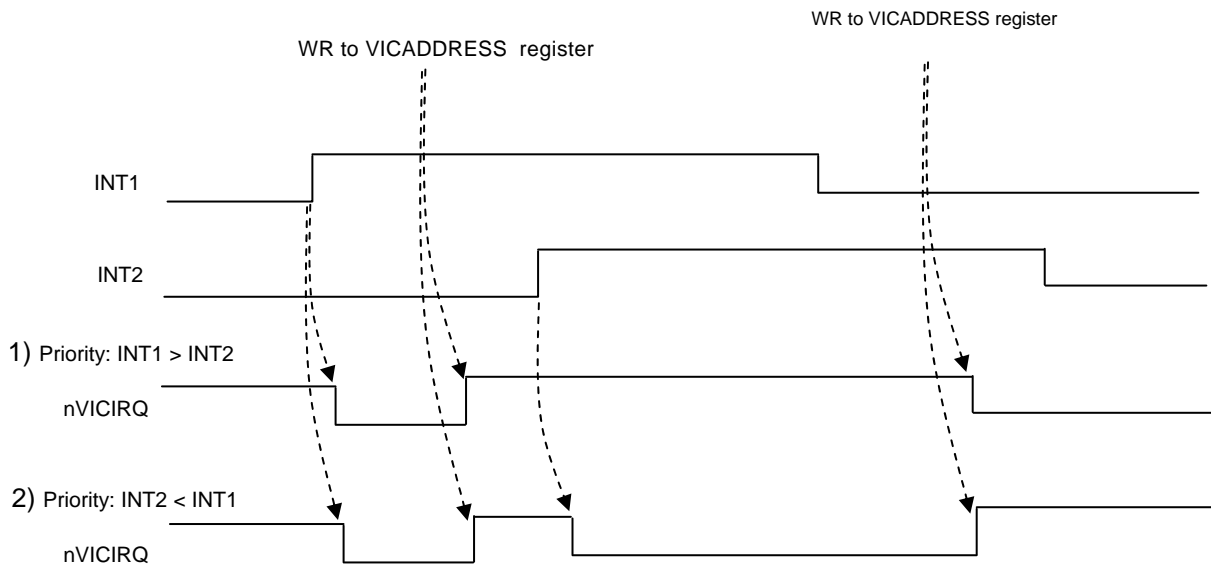 WR to VICADDRESS register
WR to VICADDRESS register
INT1
INT2
1) Priority: INT1 > INT2
nVICIRQ
2) Priority: INT2 < INT1
nVICIRQ